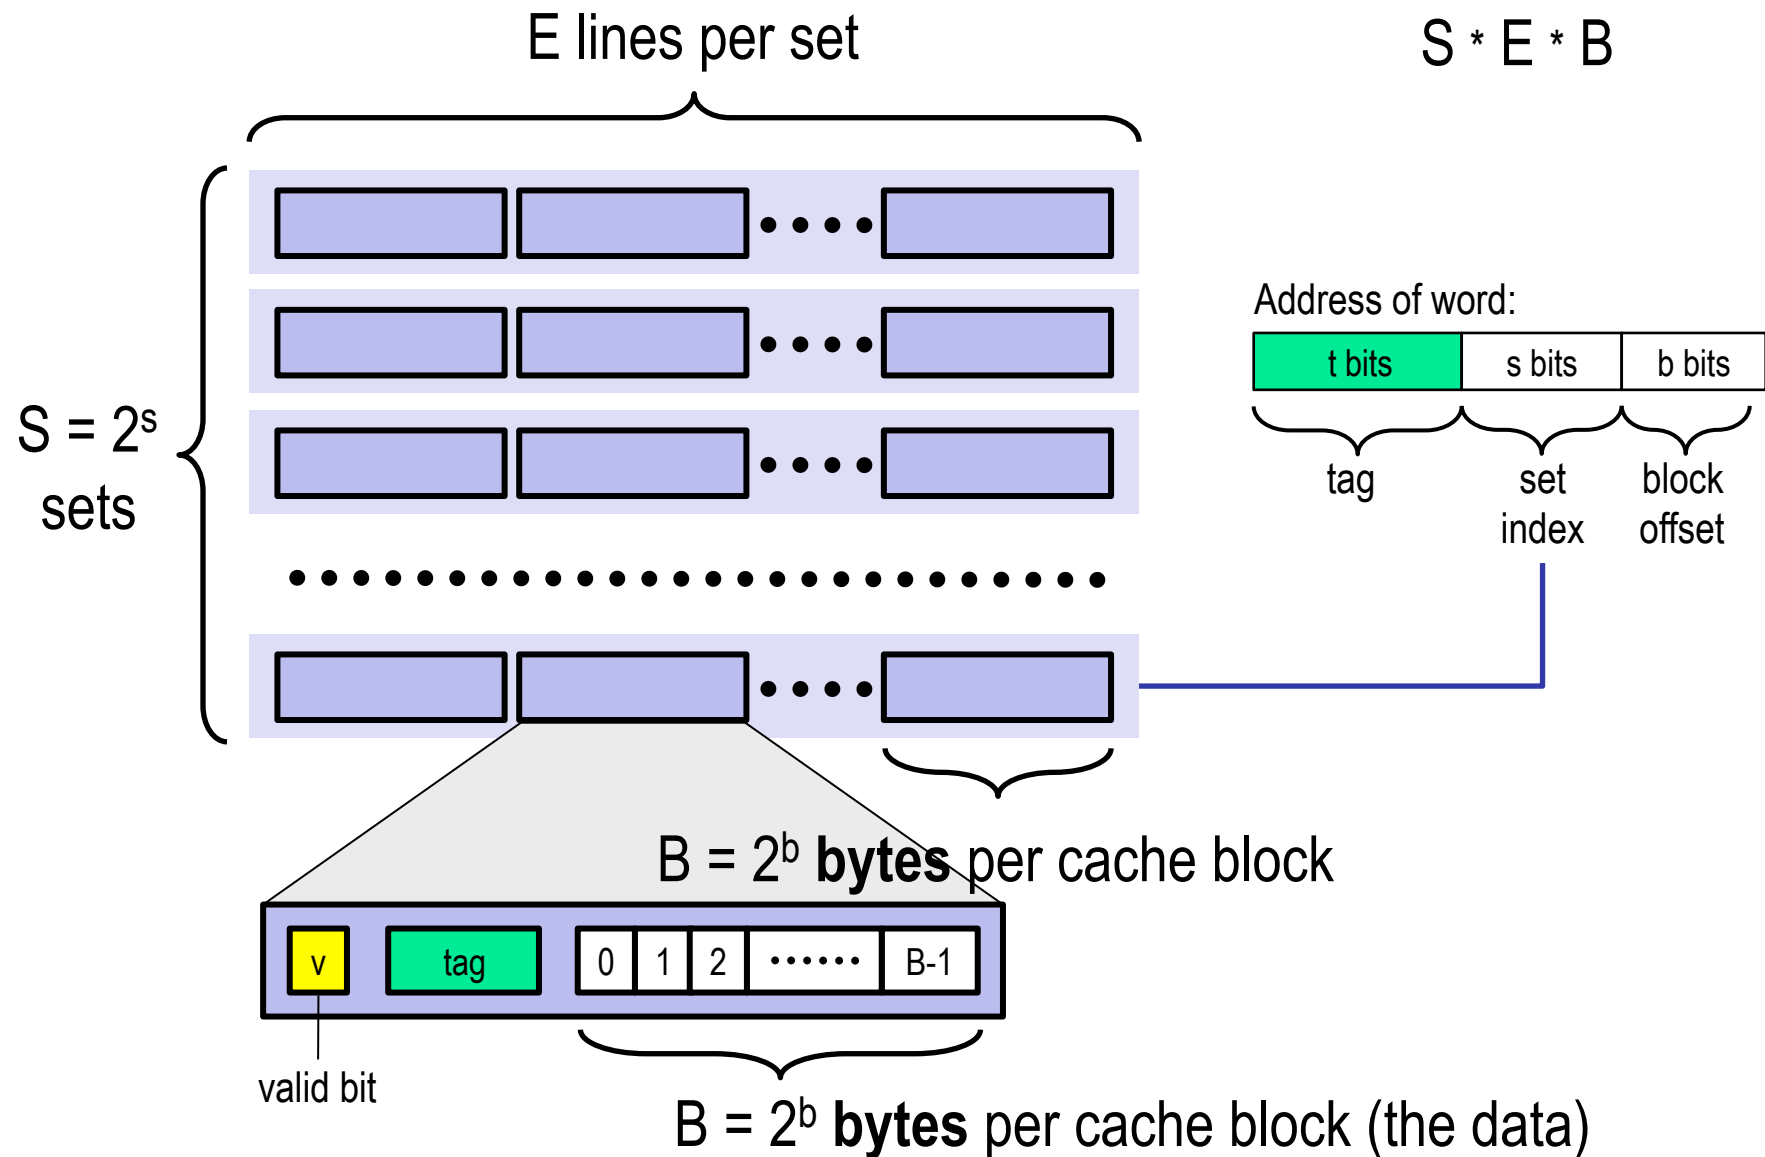 E lines per set
S * E * B
S = 2ˢ
sets
Address of word:
t bits s bits b bits
tag set block
index offset
B = 2ᵇ bytes per cache block
v tag 0 1 2 •••••• B-1
valid bit
B = 2ᵇ bytes per cache block (the data)